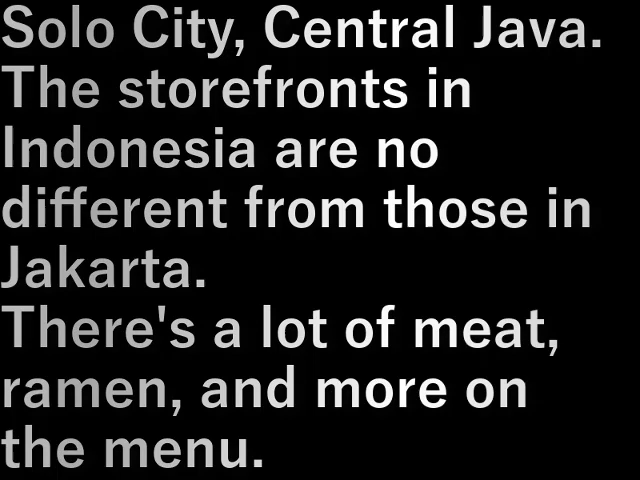 Solo City, Central Java.
The storefronts in
Indonesia are no
different from those in
Jakarta.
There's a lot of meat,
ramen, and more on
the menu.